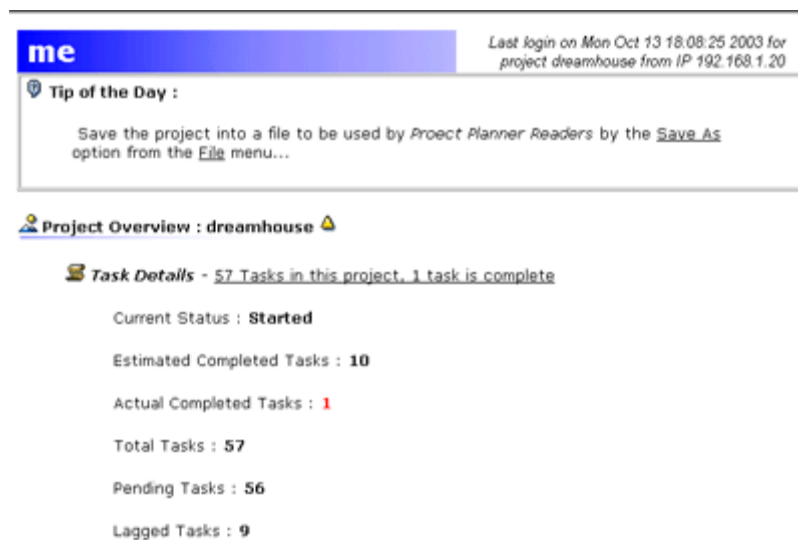 me
Last login on Mon Oct 13 18:08:25 2003 for
project dreamhouse from IP 192.168.1.20
Tip of the Day :
Save the project into a file to be used by Proect Planner Readers by the Save As
option from the File menu...
Project Overview : dreamhouse
Task Details - 57 Tasks in this project, 1 task is complete
Current Status : Started
Estimated Completed Tasks : 10
Actual Completed Tasks : 1
Total Tasks : 57
Pending Tasks : 56
Lagged Tasks : 9